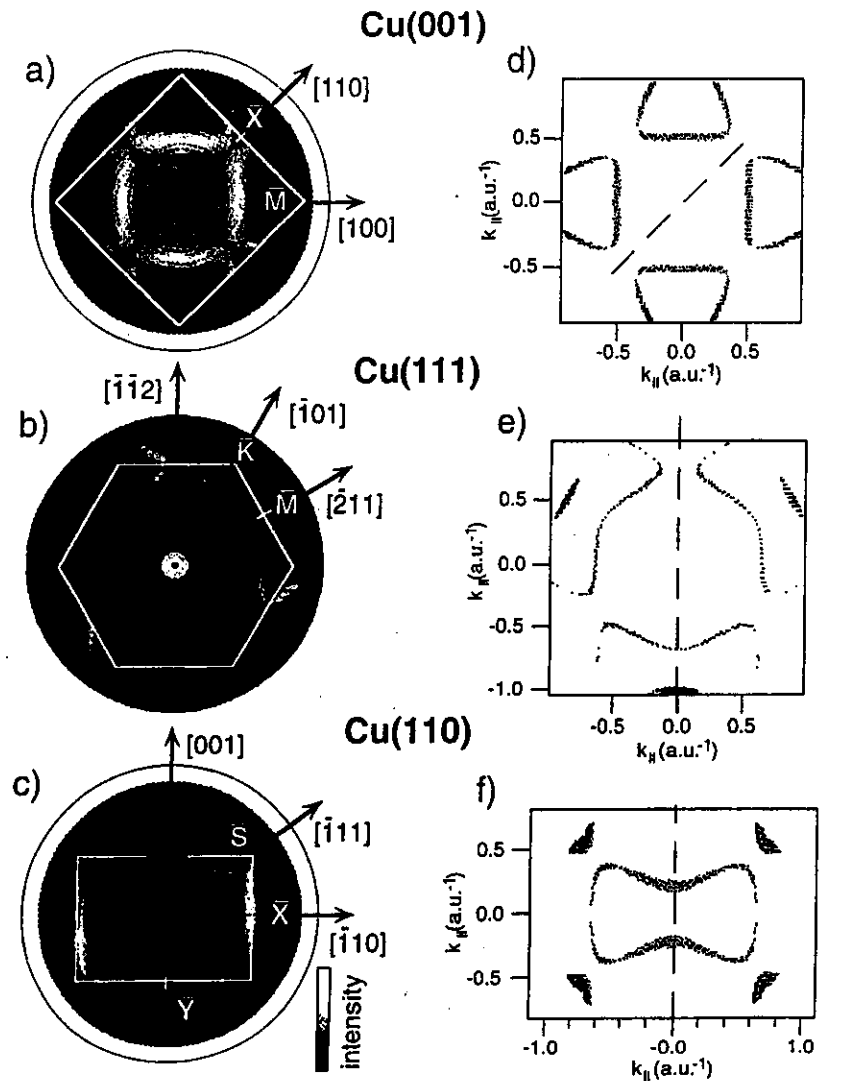 Cu(001)
a)
[110]
X̄
M̄
[100]
d)
0.5
0.0
-0.5
k||(a.u.-1)
-0.5 0.0 0.5
k||(a.u.-1)
Cu(111)
[1̄1̄2]
b)
[1̄01]
K̄
M̄
[2̄11]
e)
0.5
0.0
-0.5
-1.0
k||(a.u.-1)
-0.5 0.0 0.5
k||(a.u.-1)
Cu(110)
[001]
c)
S̄
[1̄11]
X̄
[1̄10]
Ȳ
intensity
f)
0.5
0.0
-0.5
k||(a.u.-1)
-1.0 -0.0 1.0
k||(a.u.-1)